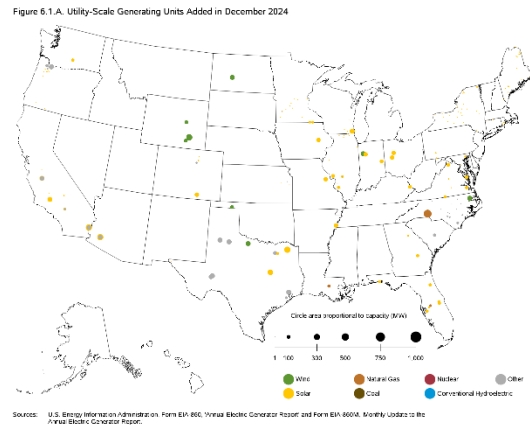 Figure 6.1.A. Utility-Scale Generating Units Added in December 2024
Circle area proportional to capacity (MW)
1 100 300 500 750 1,000
Wind Natural Gas Nuclear Other
Solar Coal Conventional Hydroelectric
Sources: U.S. Energy Information Administration, Form EIA-860, 'Annual Electric Generator Report' and Form EIA-860M, 'Monthly Update to the
Annual Electric Generator Report.'